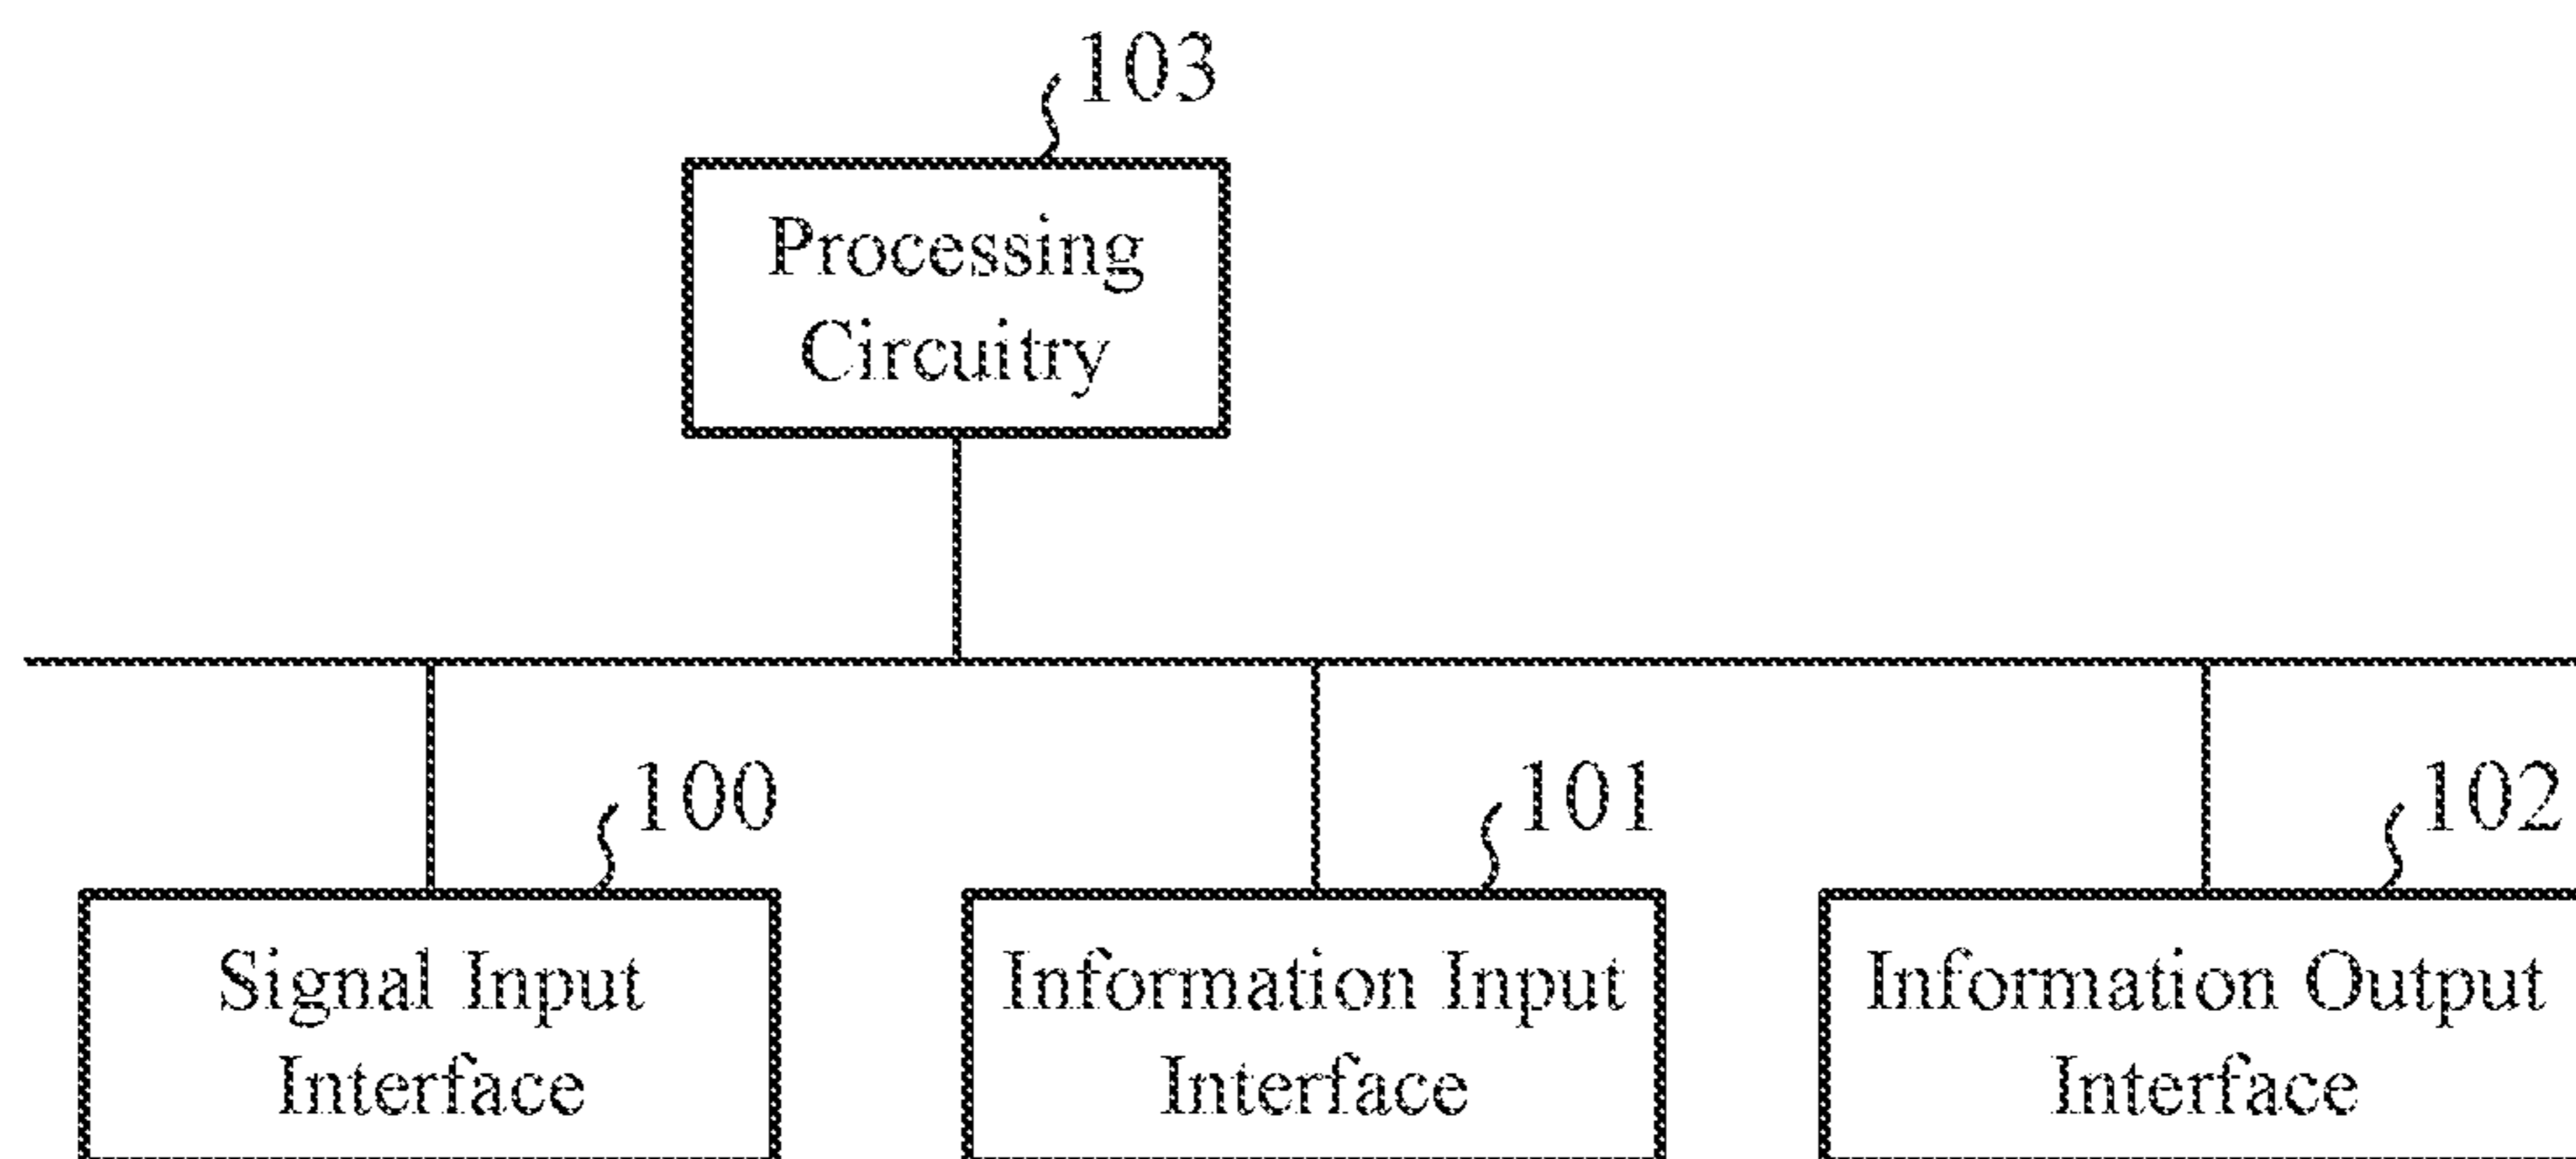 103
Processing
Circuitry
100
101
102
Signal Input
Interface
Information Input
Interface
Information Output
Interface